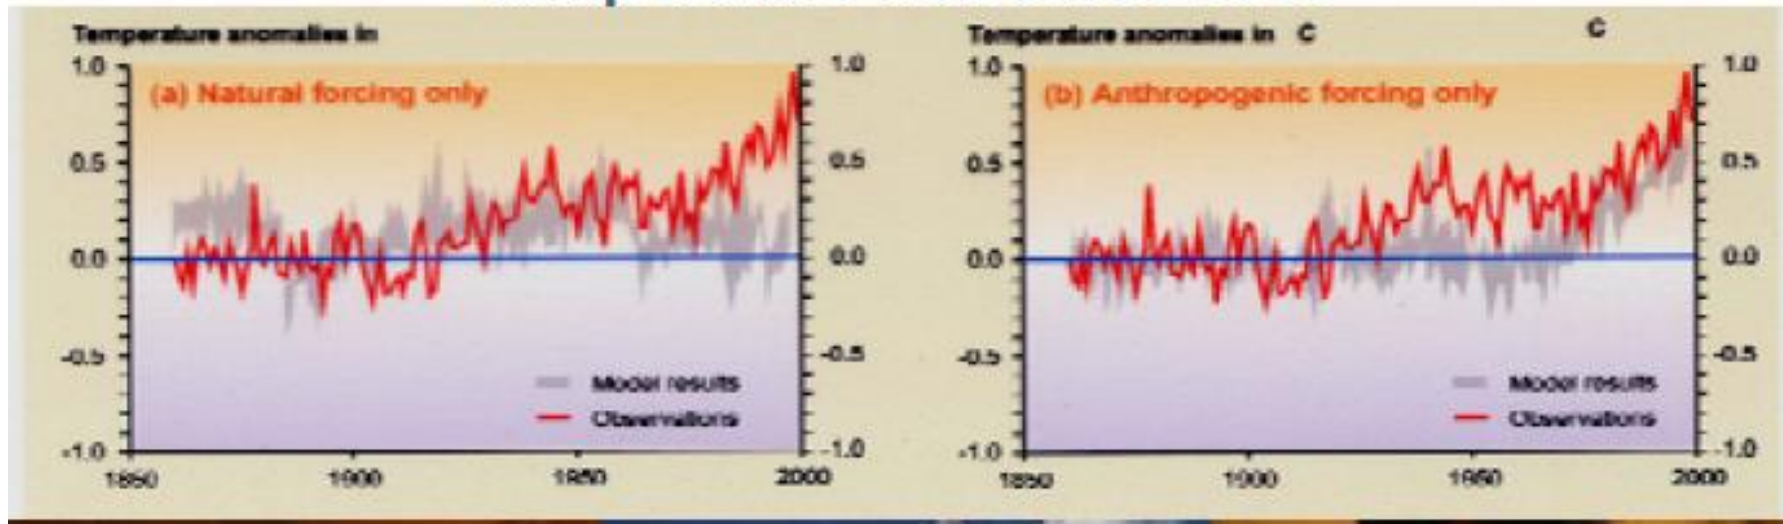 Temperature anomalies in
1.0
0.5
0.0
-0.5
-1.0
(a) Natural forcing only
1.0
0.5
0.0
-0.5
-1.0
Model results
Observations
1850 1900 1950 2000
Temperature anomalies in C C
1.0
0.5
0.0
-0.5
-1.0
(b) Anthropogenic forcing only
1.0
0.5
0.0
-0.5
-1.0
Model results
Observations
1850 1900 1950 2000